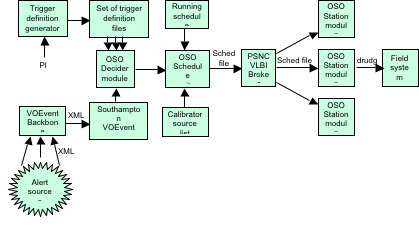 Trigger
definition
generator
Set of trigger
definition
files
Running
schedul
OSO
Station
modul
PI
OSO
Decider
module
OSO
Schedul
e
Sched
file
PSNC
VLBI
Broke
Sched file
OSO
Station
modul
drudg
Field
syste
m
VOEvent
Backbon
XML
Southampto
n
VOEvent
Calibrator
source
list
OSO
Station
modul
XML
Alert
source